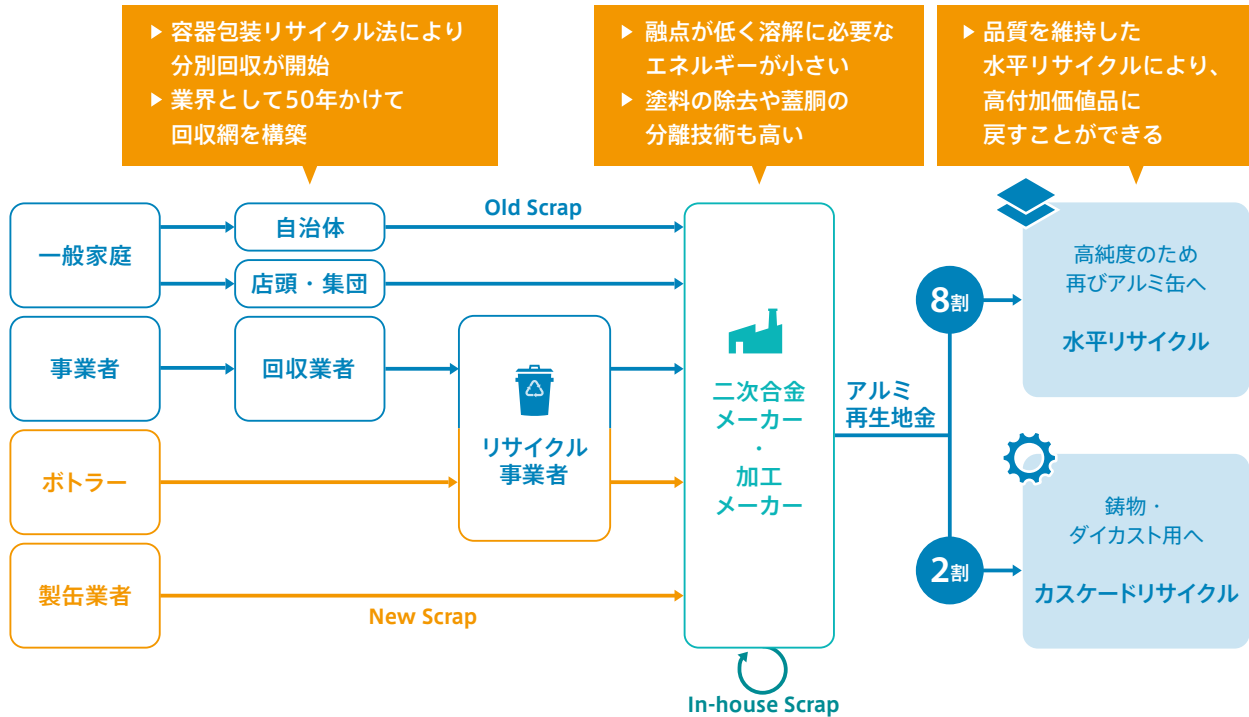 ▶ 容器包装リサイクル法により
分別回収が開始
▶ 業界として50年かけて
回収網を構築
▶ 融点が低く溶解に必要な
エネルギーが小さい
▶ 塗料の除去や蓋胴の
分離技術も高い
▶ 品質を維持した
水平リサイクルにより、
高付加価値品に
戻すことができる
一般家庭
自治体
Old Scrap
店頭・集団
事業者
回収業者
リサイクル
事業者
ボトラー
製缶業者
New Scrap
二次合金
メーカー
・
加工
メーカー
In-house Scrap
アルミ
再生地金
8割
高純度のため
再びアルミ缶へ
水平リサイクル
2割
鋳物・
ダイカスト用へ
カスケードリサイクル